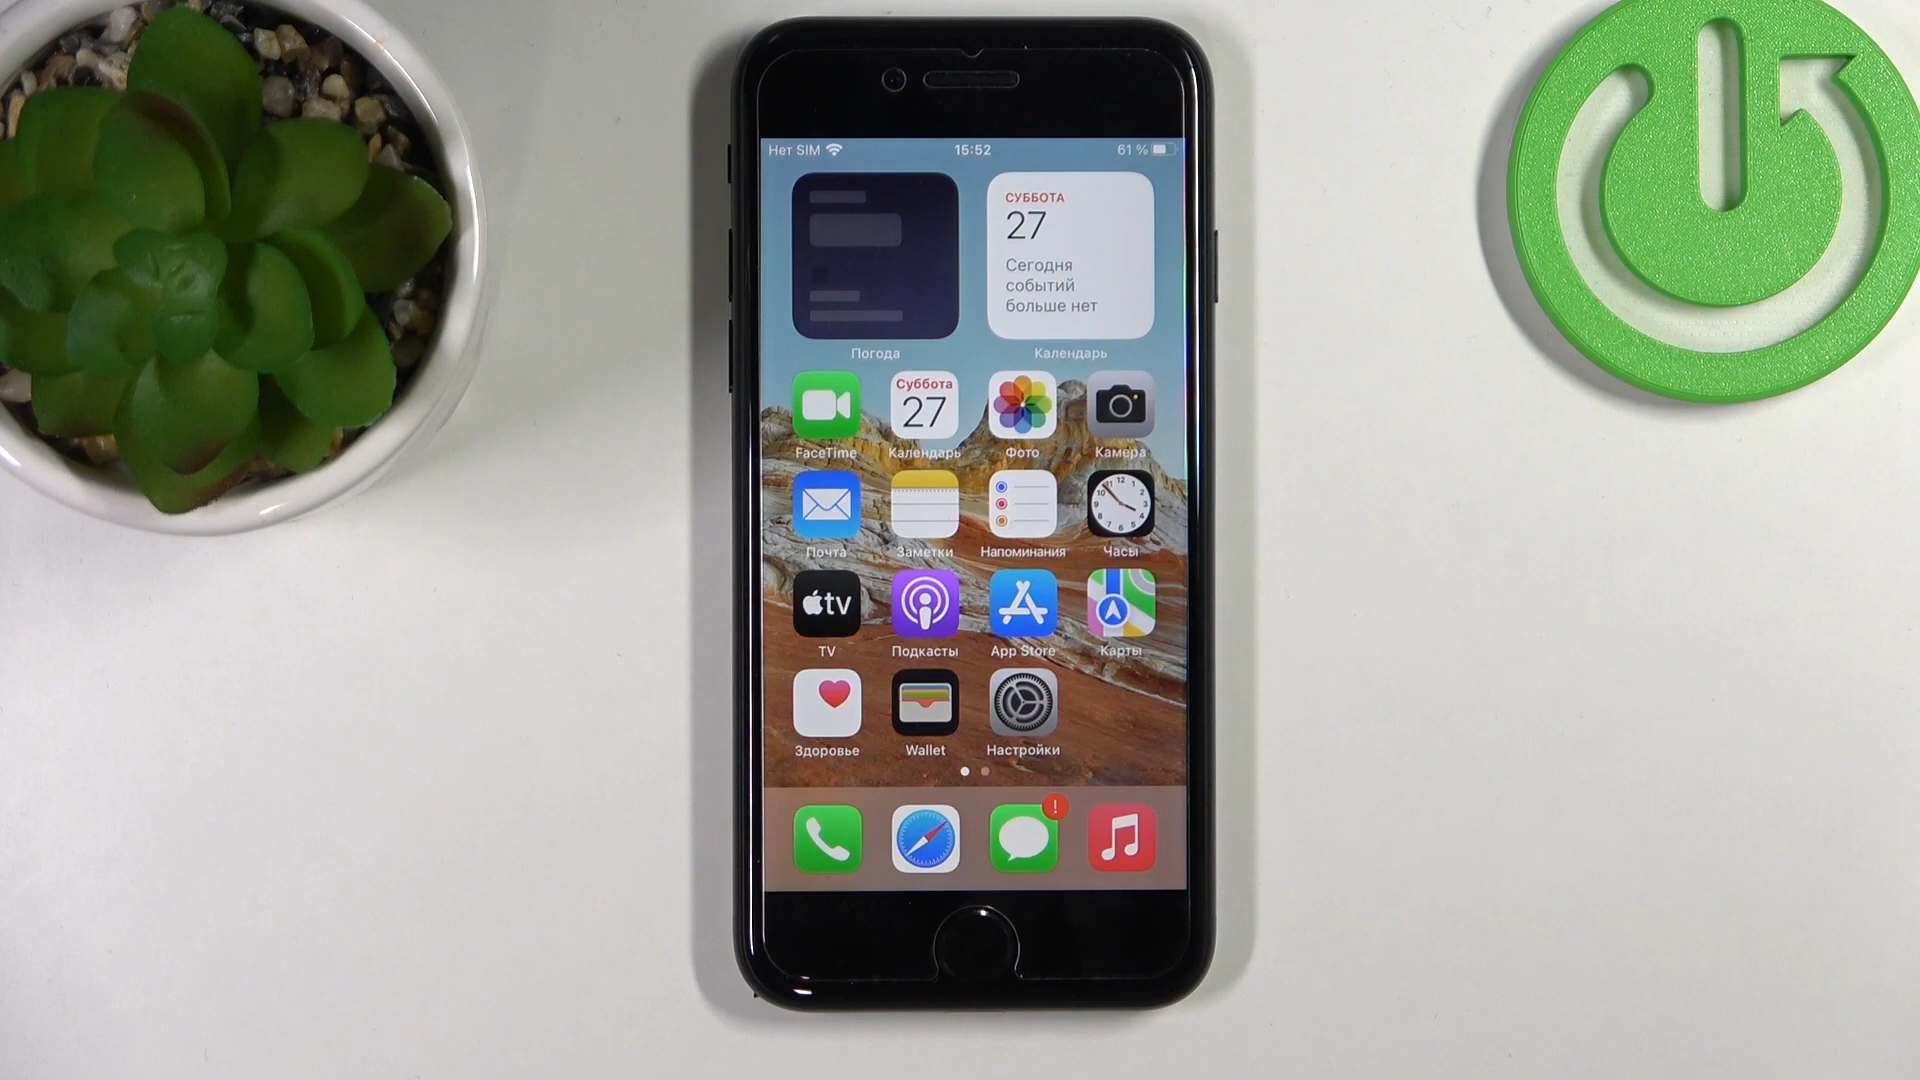 Нет SIM
15:52
61 %
СУББОТА
27
Сегодня
событий
больше нет
Погода
Календарь
Суббота
27
FaceTime
Календарь
Фото
Камера
Почта
Заметки
Напоминания
Часы
tv
TV
Подкасты
App Store
Карты
Здоровье
Wallet
Настройки
!